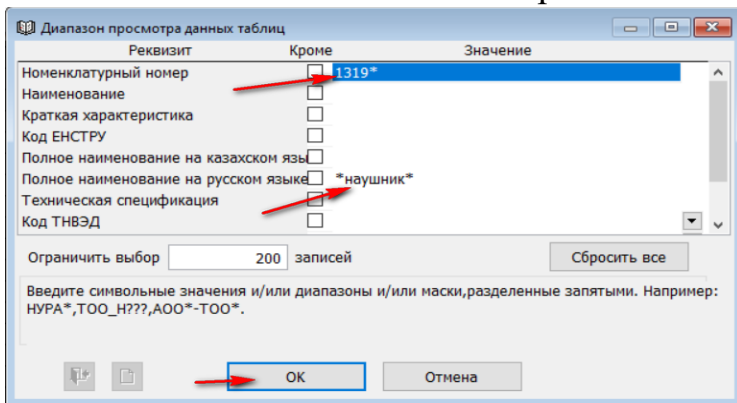 Диапазон просмотра данных таблиц
Реквизит Кроме Значение
Номенклатурный номер 1319*
Наименование
Краткая характеристика
Код ЕНСТРУ
Полное наименование на казахском язы
Полное наименование на русском языке *наушник*
Техническая спецификация
Код ТНВЭД
Ограничить выбор 200 записей Сбросить все
Введите символьные значения и/или диапазоны и/или маски,разделенные запятыми. Например:
НУРА*,ТОО_Н???,АОО*-ТОО*.
ОК Отмена